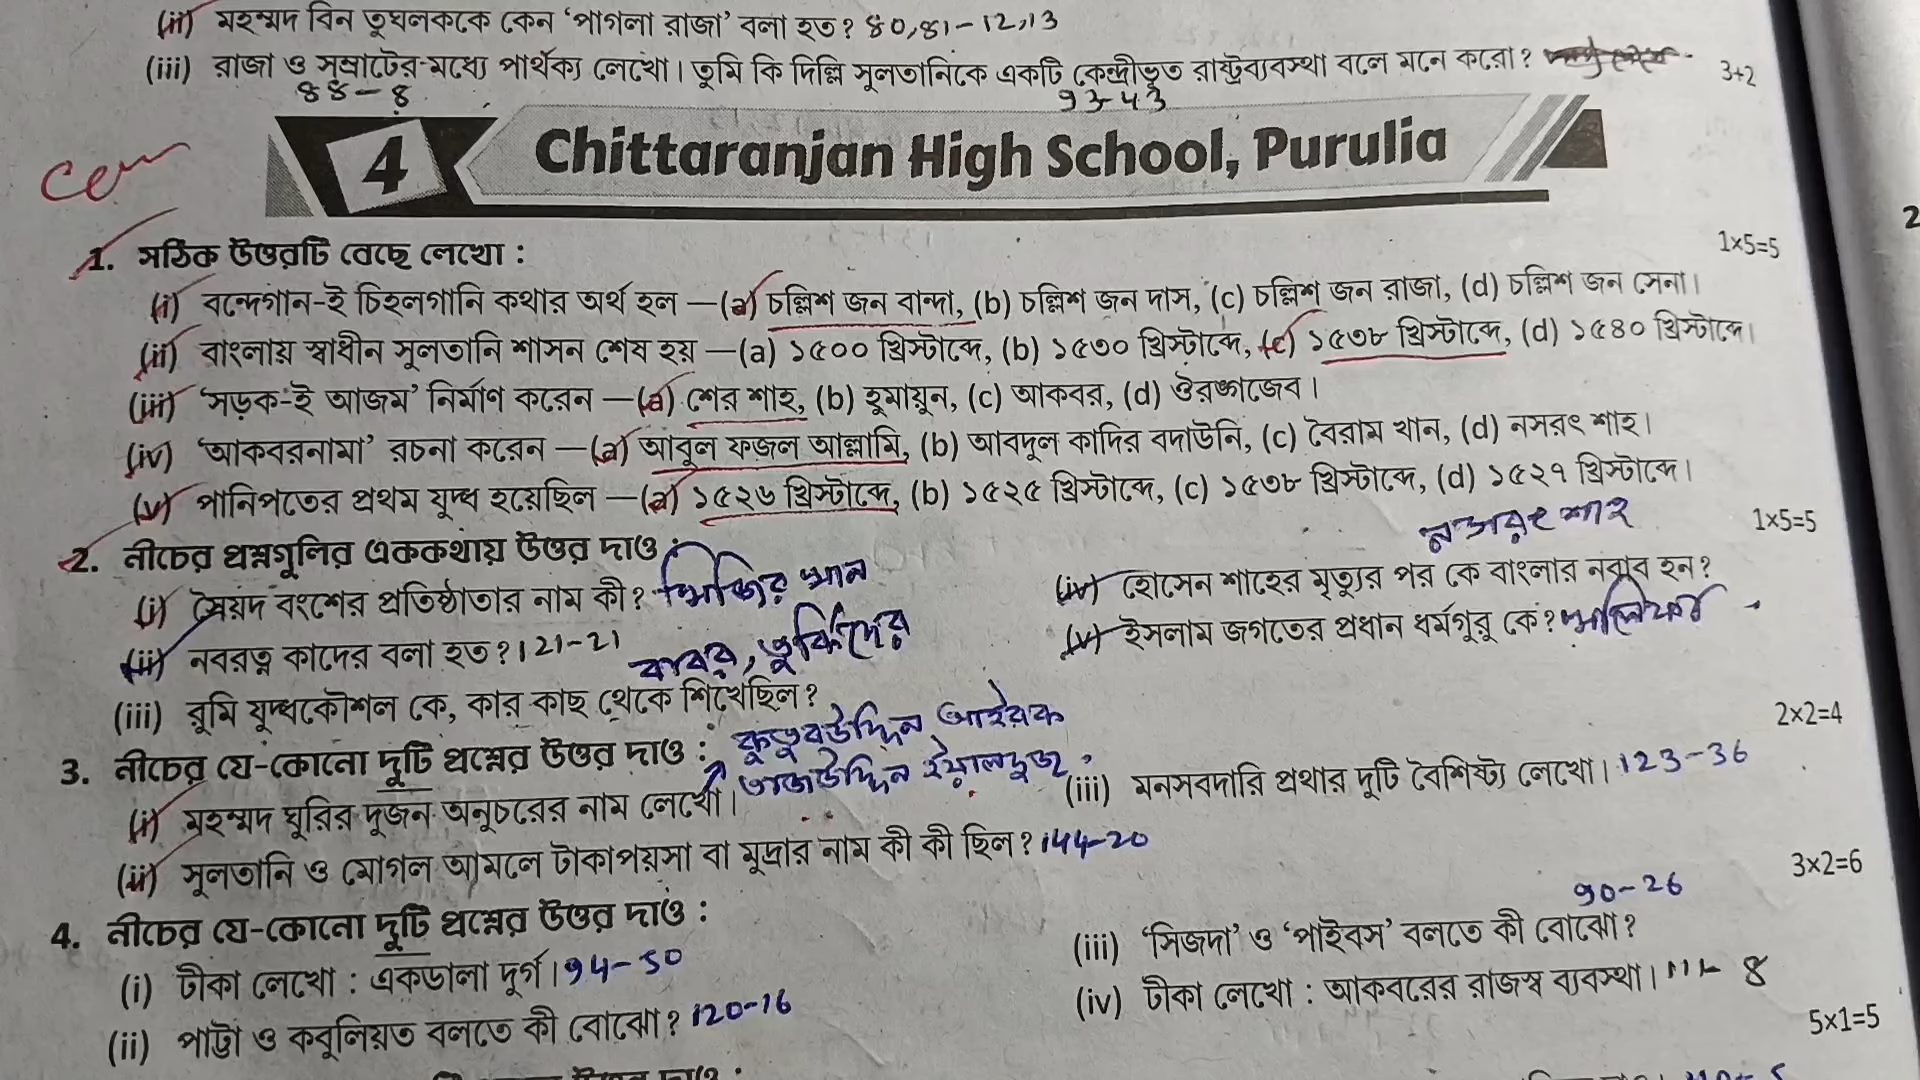 (ii) মহম্মদ বিন তুঘলককে কেন ‘পাগলা রাজা’ বলা হত? ৪০,৪১-12,13
(iii) রাজা ও সম্রাটের মধ্যে পার্থক্য লেখো। তুমি কি দিল্লি সুলতানিকে একটি কেন্দ্রীভূত রাষ্ট্রব্যবস্থা বলে মনে করো? 3+2
88-8 93-43
4 Chittaranjan High School, Purulia
1. সঠিক উত্তরটি বেছে লেখো : 1×5=5
(i) বন্দেগান-ই চিহলগানি কথার অর্থ হল —(a) চল্লিশ জন বান্দা, (b) চল্লিশ জন দাস, (c) চল্লিশ জন রাজা, (d) চল্লিশ জন সেনা।
(ii) বাংলায় স্বাধীন সুলতানি শাসন শেষ হয় —(a) ১৫০০ খ্রিস্টাব্দে, (b) ১৫৩০ খ্রিস্টাব্দে, (c) ১৫৩৮ খ্রিস্টাব্দে, (d) ১৫৪০ খ্রিস্টাব্দে।
(iii) ‘সড়ক-ই আজম’ নির্মাণ করেন —(a) শের শাহ, (b) হুমায়ুন, (c) আকবর, (d) ঔরঙ্গজেব।
(iv) ‘আকবরনামা’ রচনা করেন —(a) আবুল ফজল আল্লামি, (b) আবদুল কাদির বদাউনি, (c) বৈরাম খান, (d) নসরৎ শাহ।
(v) পানিপতের প্রথম যুদ্ধ হয়েছিল —(a) ১৫২৬ খ্রিস্টাব্দে, (b) ১৫২৫ খ্রিস্টাব্দে, (c) ১৫৩৮ খ্রিস্টাব্দে, (d) ১৫২৭ খ্রিস্টাব্দে।
2. নীচের প্রশ্নগুলির এককথায় উত্তর দাও : 1×5=5
(i) সৈয়দ বংশের প্রতিষ্ঠাতার নাম কী? খিজির খান
(ii) নবরত্ন কাদের বলা হত? 121-21
বাবর, তুর্কিদের
(iii) রুমি যুদ্ধকৌশল কে, কার কাছ থেকে শিখেছিল?
নসরৎ শাহ
(iv) হোসেন শাহের মৃত্যুর পর কে বাংলার নবাব হন?
(v) ইসলাম জগতের প্রধান ধর্মগুরু কে? খলিফা
3. নীচের যে-কোনো দুটি প্রশ্নের উত্তর দাও : 2×2=4
কুতুবউদ্দিন আইবক
তাজউদ্দিন ইয়ালদুজ
(i) মহম্মদ ঘুরির দুজন অনুচরের নাম লেখো।
(ii) সুলতানি ও মোগল আমলে টাকাপয়সা বা মুদ্রার নাম কী কী ছিল? 144-20
(iii) মনসবদারি প্রথার দুটি বৈশিষ্ট্য লেখো। 123-36
4. নীচের যে-কোনো দুটি প্রশ্নের উত্তর দাও : 3×2=6
(i) টীকা লেখো : একডালা দুর্গ। 94-50
(ii) পাট্টা ও কবুলিয়ত বলতে কী বোঝো? 120-16
90-26
(iii) ‘সিজদা’ ও ‘পাইবস’ বলতে কী বোঝো?
(iv) টীকা লেখো : আকবরের রাজস্ব ব্যবস্থা।
5×1=5